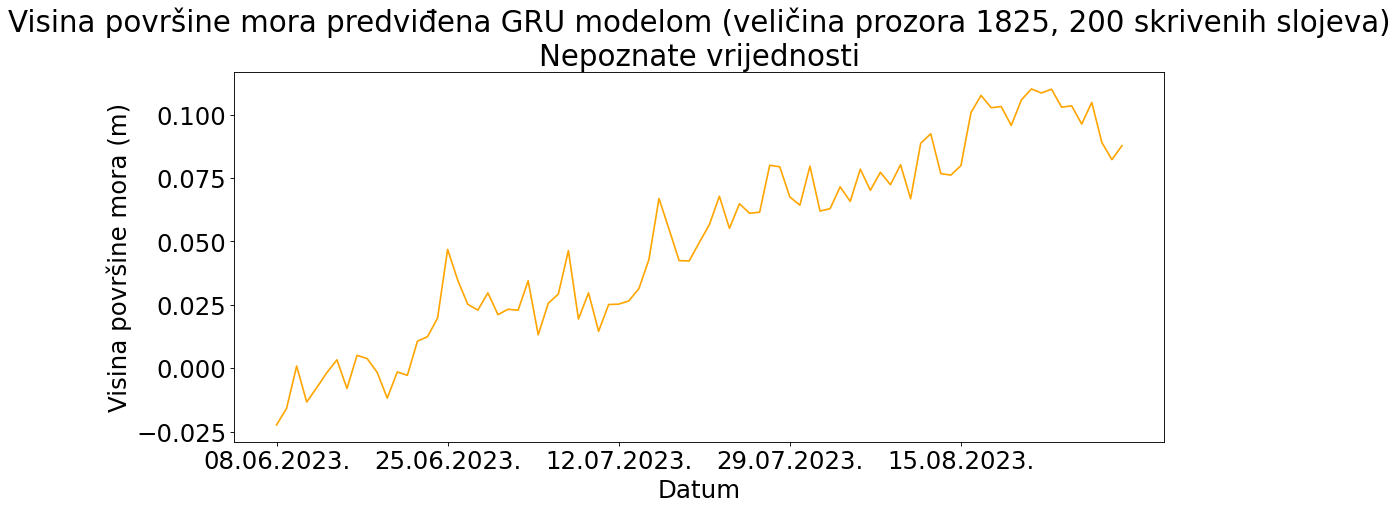 Visina površine mora predviđena GRU modelom (veličina prozora 1825, 200 skrivenih slojeva)
Nepoznate vrijednosti
Visina površine mora (m)
0.100
0.075
0.050
0.025
0.000
−0.025
08.06.2023. 25.06.2023. 12.07.2023. 29.07.2023. 15.08.2023.
Datum